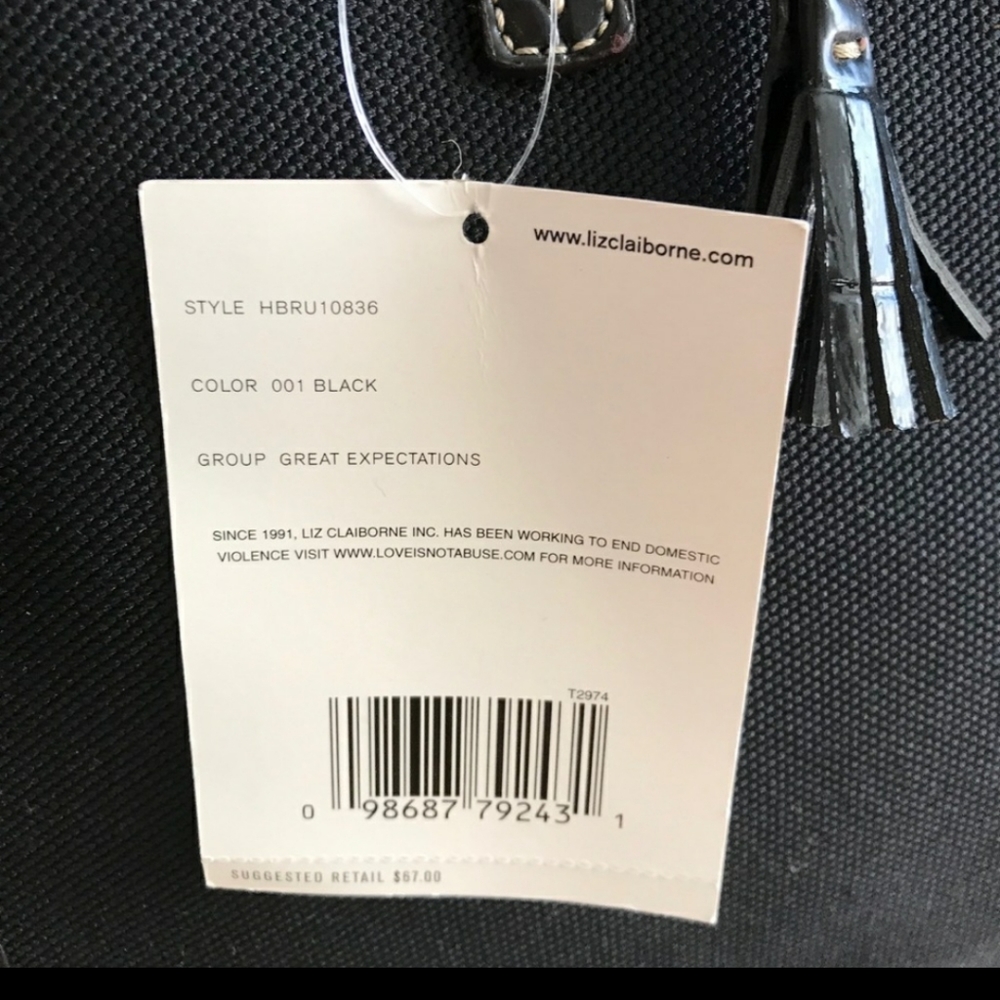 www.lizclaiborne.com
STYLE HBRU10836
COLOR 001 BLACK
GROUP GREAT EXPECTATIONS
SINCE 1991, LIZ CLAIBORNE INC. HAS BEEN WORKING TO END DOMESTIC
VIOLENCE VISIT WWW.LOVEISNOTABUSE.COM FOR MORE INFORMATION
T2974
0 98687 79243 1
SUGGESTED RETAIL $67.00